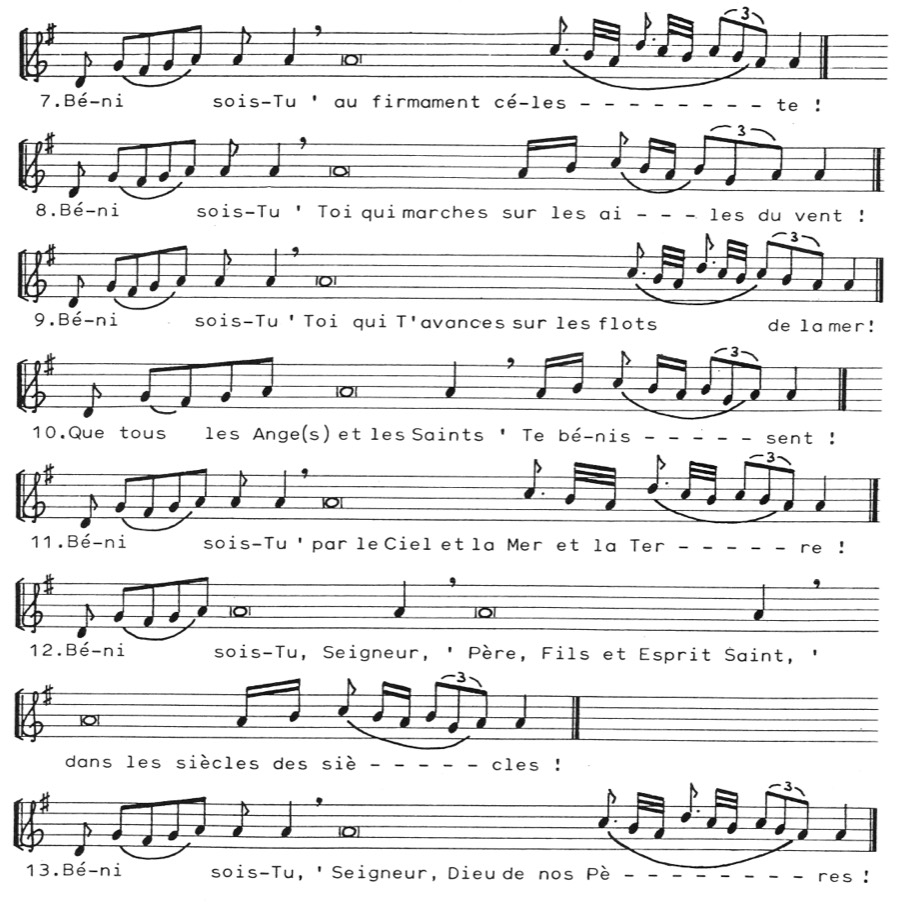 7.Bé-ni sois-Tu ' au firmament cé-les - - - - - - - - te !
8.Bé-ni sois-Tu ' Toi qui marches sur les ai - - - les du vent !
9.Bé-ni sois-Tu ' Toi qui T'avances sur les flots de la mer!
10.Que tous les Ange(s) et les Saints ' Te bé-nis - - - - - sent !
11.Bé-ni sois-Tu ' par le Ciel et la Mer et la Ter - - - - - re !
12.Bé-ni sois-Tu, Seigneur, ' Père, Fils et Esprit Saint, '
dans les siècles des siè - - - - - cles !
13.Bé-ni sois-Tu, ' Seigneur, Dieu de nos Pè - - - - - - - - res !